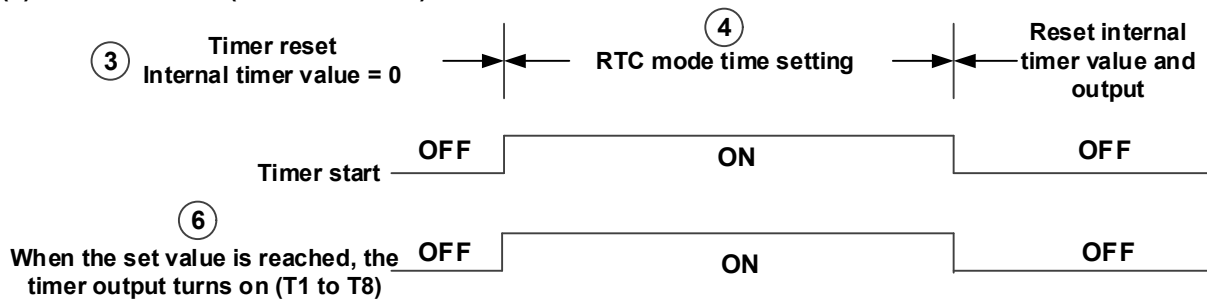 ④
③ Timer reset
Internal timer value = 0
RTC mode time setting
Reset internal
timer value and
output
OFF
ON
OFF
Timer start
⑥
When the set value is reached, the
timer output turns on (T1 to T8)
OFF
ON
OFF